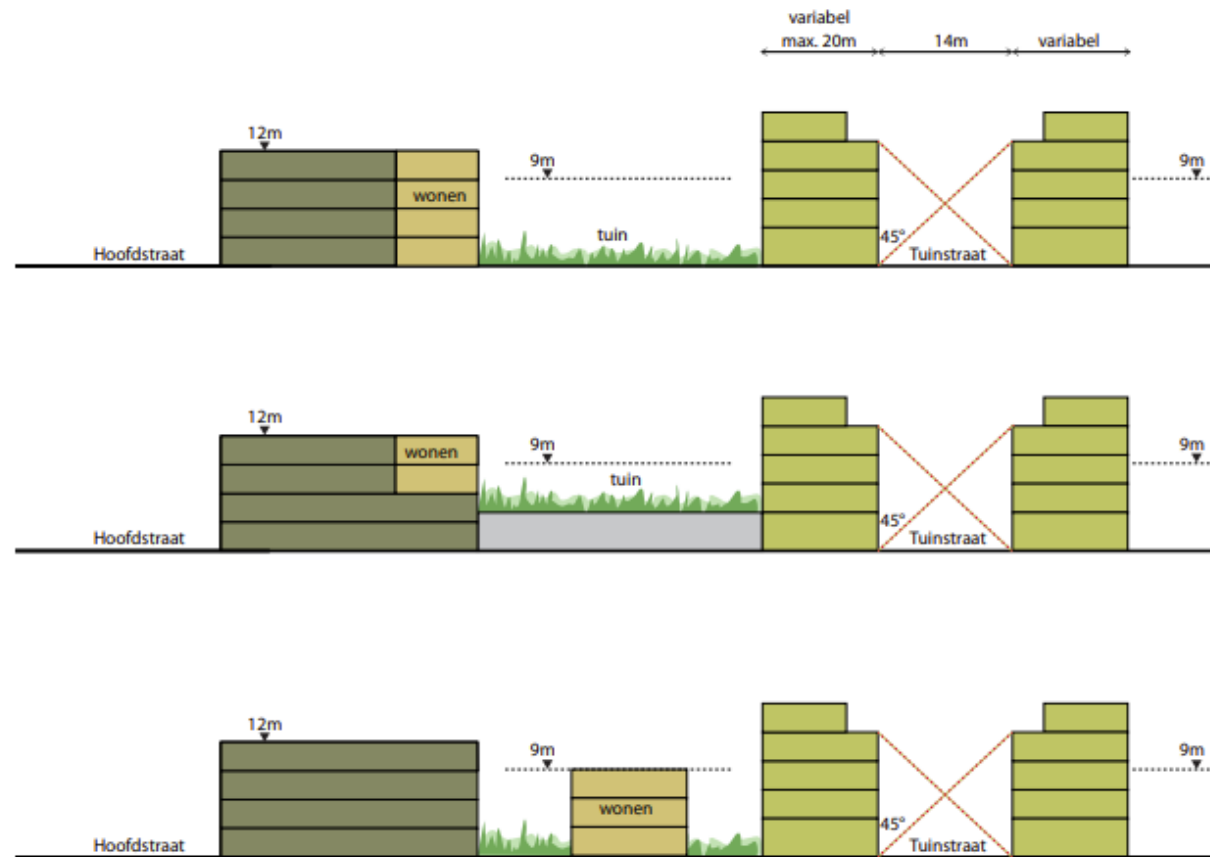 variabel
max. 20m
14m
variabel
12m
9m
9m
wonen
tuin
45°
Hoofdstraat
Tuinstraat
12m
wonen
9m
9m
tuin
45°
Hoofdstraat
Tuinstraat
12m
9m
9m
wonen
45°
Hoofdstraat
Tuinstraat